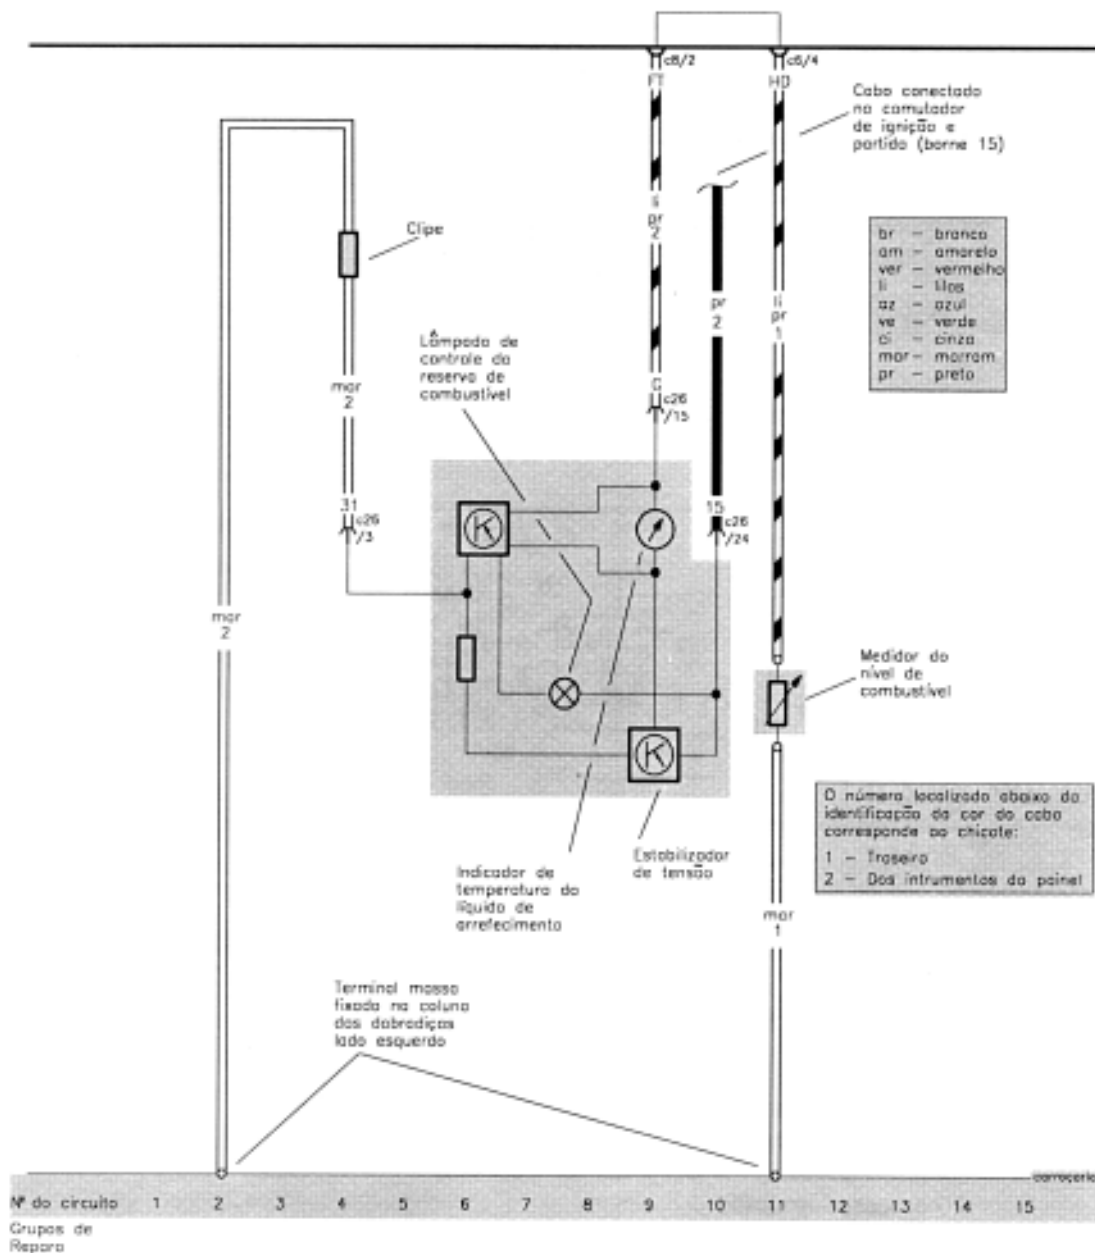 c8/2
c6/4
FT
HD
Cabo conectado
no comutador
de ignição e
partida (borne 15)
Clipe
li
pr
2
br - branco
am - amarelo
ver - vermelho
li - lilas
az - azul
ve - verde
ci - cinza
mar- marrom
pr - preto
pr
2
li
pr
1
Lâmpada de
controle da
reserva de
combustível
mar
2
G
c26
/15
31
c26
/3
15
c26
/24
K
mar
2
Medidor do
nível de
combustível
K
O número localizado abaixo da
identificação da cor do cabo
corresponde ao chicote:
1 - Traseiro
2 - Dos intrumentos do painel
Estabilizador
de tensão
Indicador de
temperatura do
líquido de
arrefecimento
mar
1
Terminal massa
fixado na coluna
das dobradiças
lado esquerdo
carroceria
Nº do circuito 1 2 3 4 5 6 7 8 9 10 11 12 13 14 15
Grupos de
Reparo